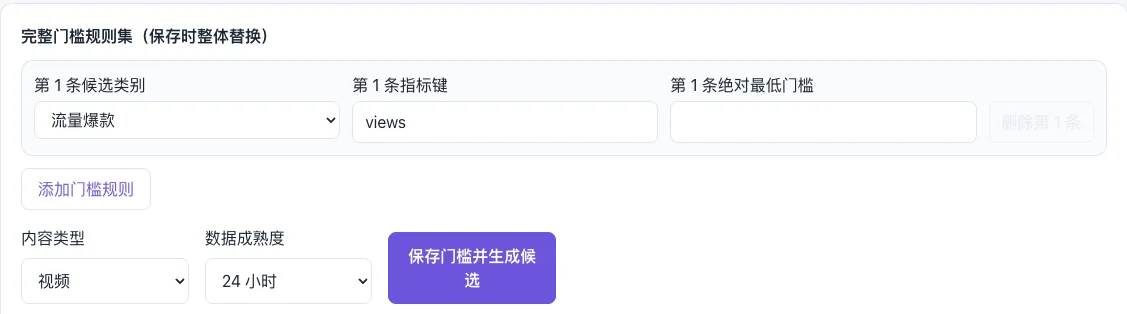 完整门槛规则集（保存时整体替换）
第 1 条候选类别
第 1 条指标键
第 1 条绝对最低门槛
流量爆款
views
删除第 1 条
添加门槛规则
内容类型
数据成熟度
视频
24 小时
保存门槛并生成候
选